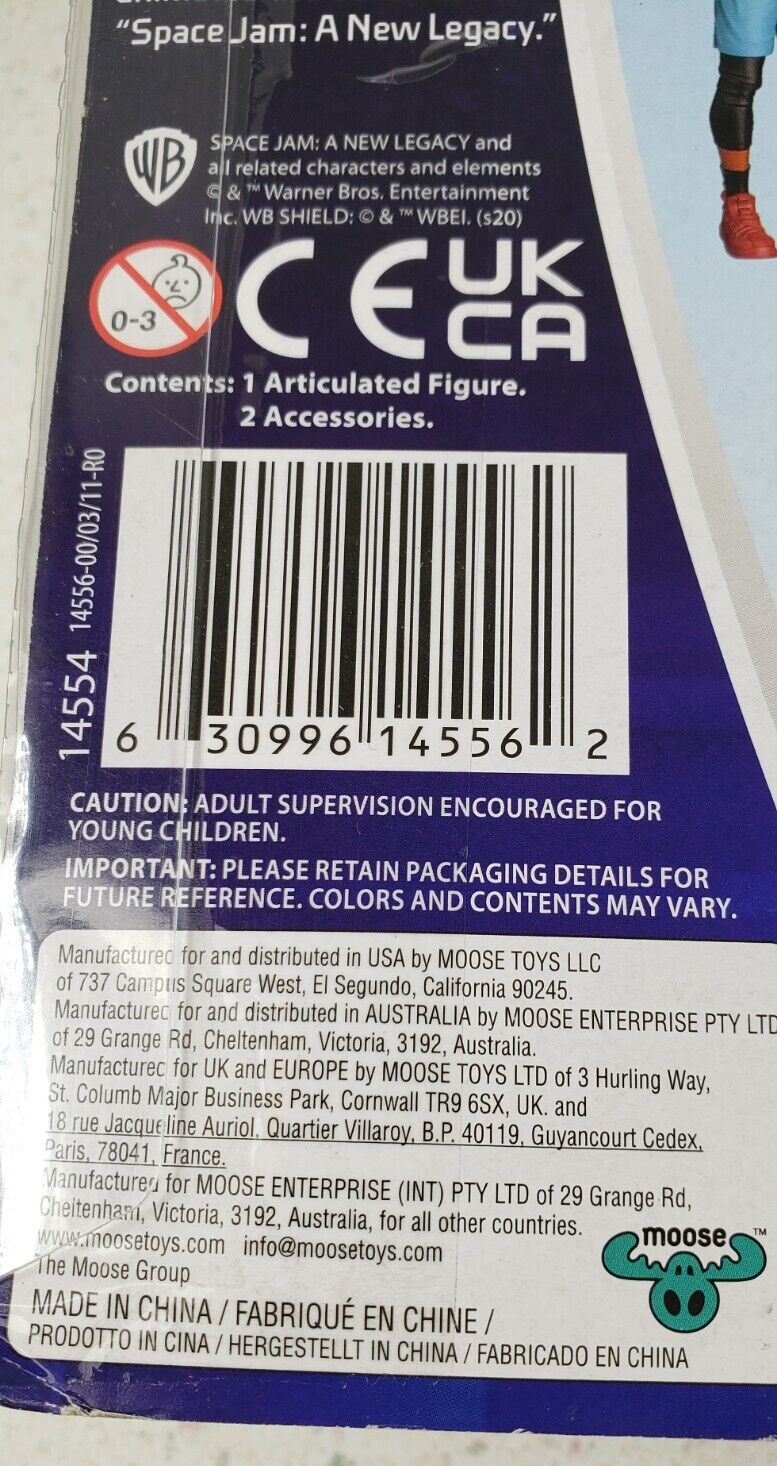 "Space Jam: A New Legacy."
WB
SPACE JAM: A NEW LEGACY and
all related characters and elements
© & ™ Warner Bros. Entertainment
Inc. WB SHIELD: © & ™ WBEI. (s20)
0-3
CE UK
CA
Contents: 1 Articulated Figure.
2 Accessories.
14554 14556-00/03/11-R0
6 30996 14556 2
CAUTION: ADULT SUPERVISION ENCOURAGED FOR
YOUNG CHILDREN.
IMPORTANT: PLEASE RETAIN PACKAGING DETAILS FOR
FUTURE REFERENCE. COLORS AND CONTENTS MAY VARY.
Manufactured for and distributed in USA by MOOSE TOYS LLC
of 737 Campus Square West, El Segundo, California 90245.
Manufactured for and distributed in AUSTRALIA by MOOSE ENTERPRISE PTY LTD
of 29 Grange Rd, Cheltenham, Victoria, 3192, Australia.
Manufactured for UK and EUROPE by MOOSE TOYS LTD of 3 Hurling Way,
St. Columb Major Business Park, Cornwall TR9 6SX, UK. and
18 rue Jacqueline Auriol, Quartier Villaroy, B.P. 40119, Guyancourt Cedex,
Paris, 78041, France.
Manufactured for MOOSE ENTERPRISE (INT) PTY LTD of 29 Grange Rd,
Cheltenham, Victoria, 3192, Australia, for all other countries.
www.moosetoys.com info@moosetoys.com
The Moose Group
moose™
MADE IN CHINA / FABRIQUÉ EN CHINE /
PRODOTTO IN CINA / HERGESTELLT IN CHINA / FABRICADO EN CHINA